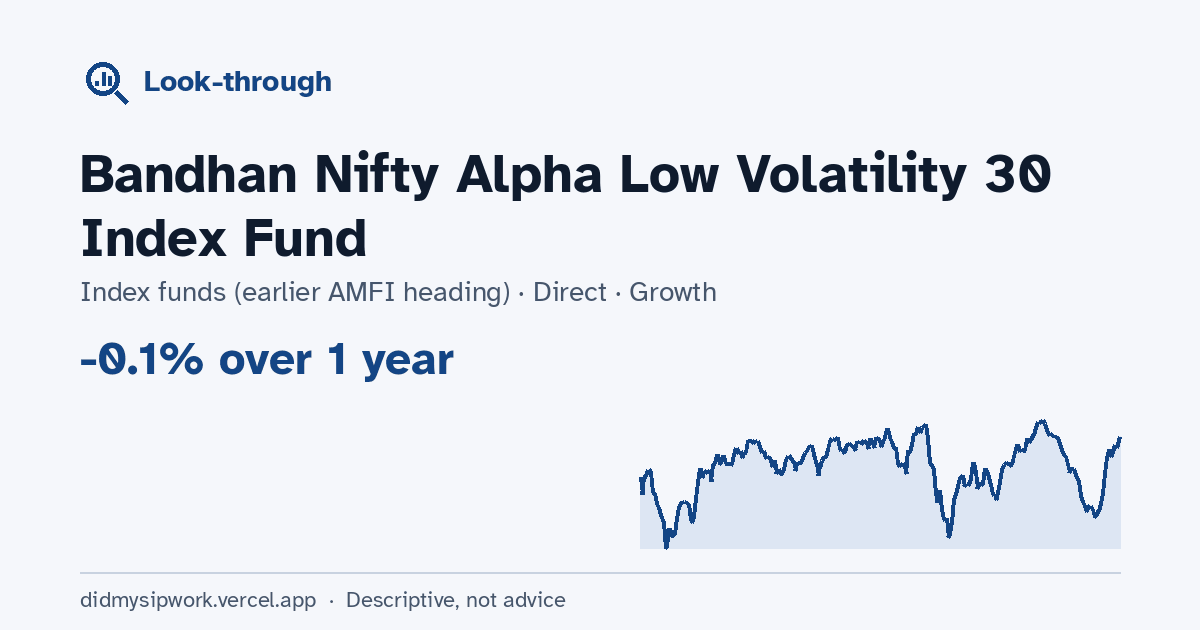 Look-through
Bandhan Nifty Alpha Low Volatility 30
Index Fund
Index funds (earlier AMFI heading) · Direct · Growth
-0.1% over 1 year
didmysipwork.vercel.app · Descriptive, not advice